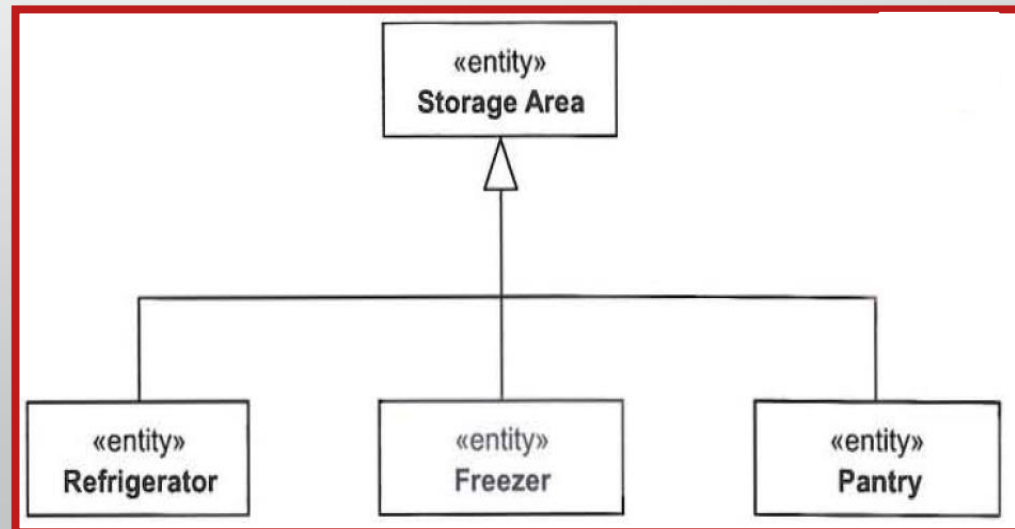 «entity»
Storage Area
«entity»
Refrigerator
«entity»
Freezer
«entity»
Pantry